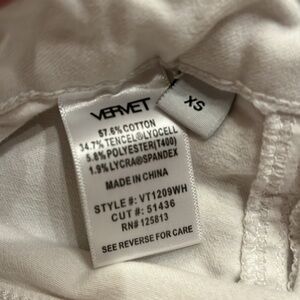 VERVET
XS
57.6% COTTON
34.7% TENCEL®LYOCELL
5.8% POLYESTER(T400)
1.9% LYCRA®SPANDEX
MADE IN CHINA
STYLE #: VT1209WH
CUT #: 51436
RN# 125813
SEE REVERSE FOR CARE